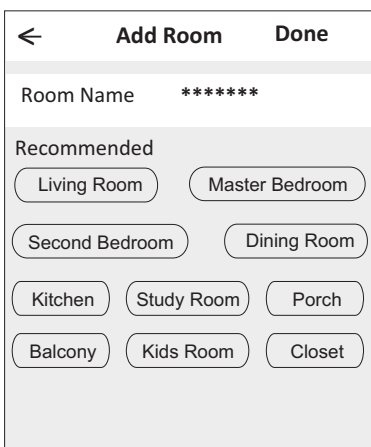 Add Room Done
Room Name *******
Recommended
Living Room Master Bedroom
Second Bedroom Dining Room
Kitchen Study Room Porch
Balcony Kids Room Closet